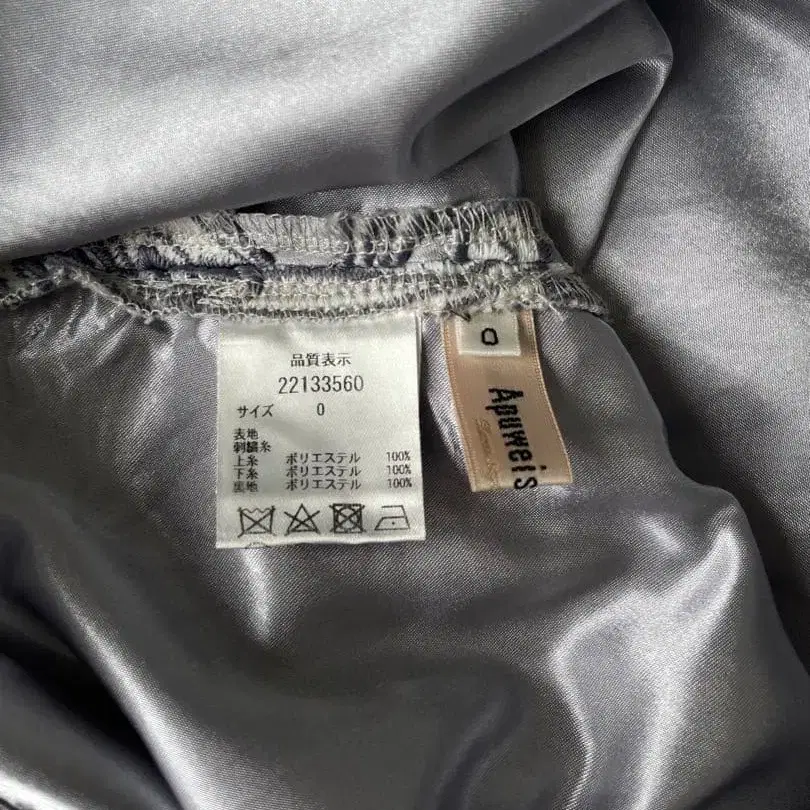 品質表示
22133560
サイズ 0
表地
刺繍糸
上糸 ポリエステル 100%
下糸 ポリエステル 100%
裏地 ポリエステル 100%
0
Apuweis